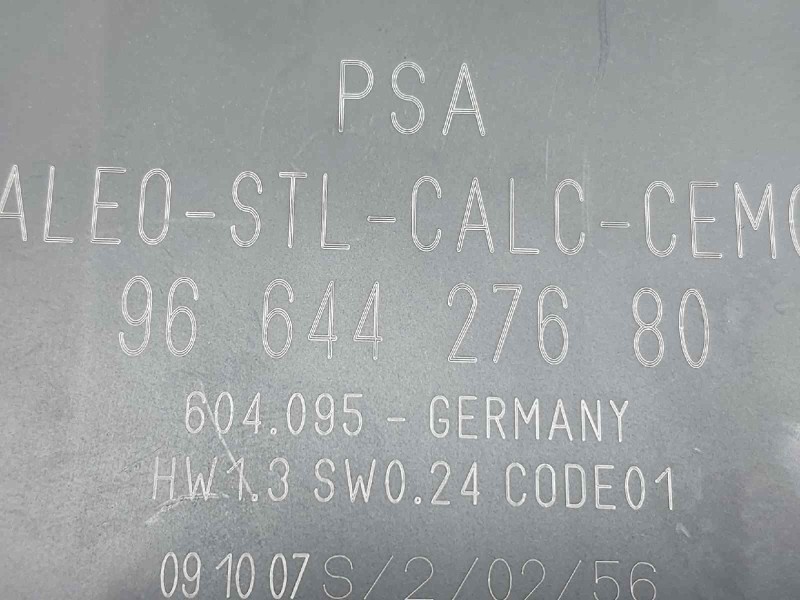 PSA
ALEO-STL-CALC-CEMO
96 644 276 80
604.095 - GERMANY
HW1.3 SW0.24 CODE01
09 10 07 S/2/02/56